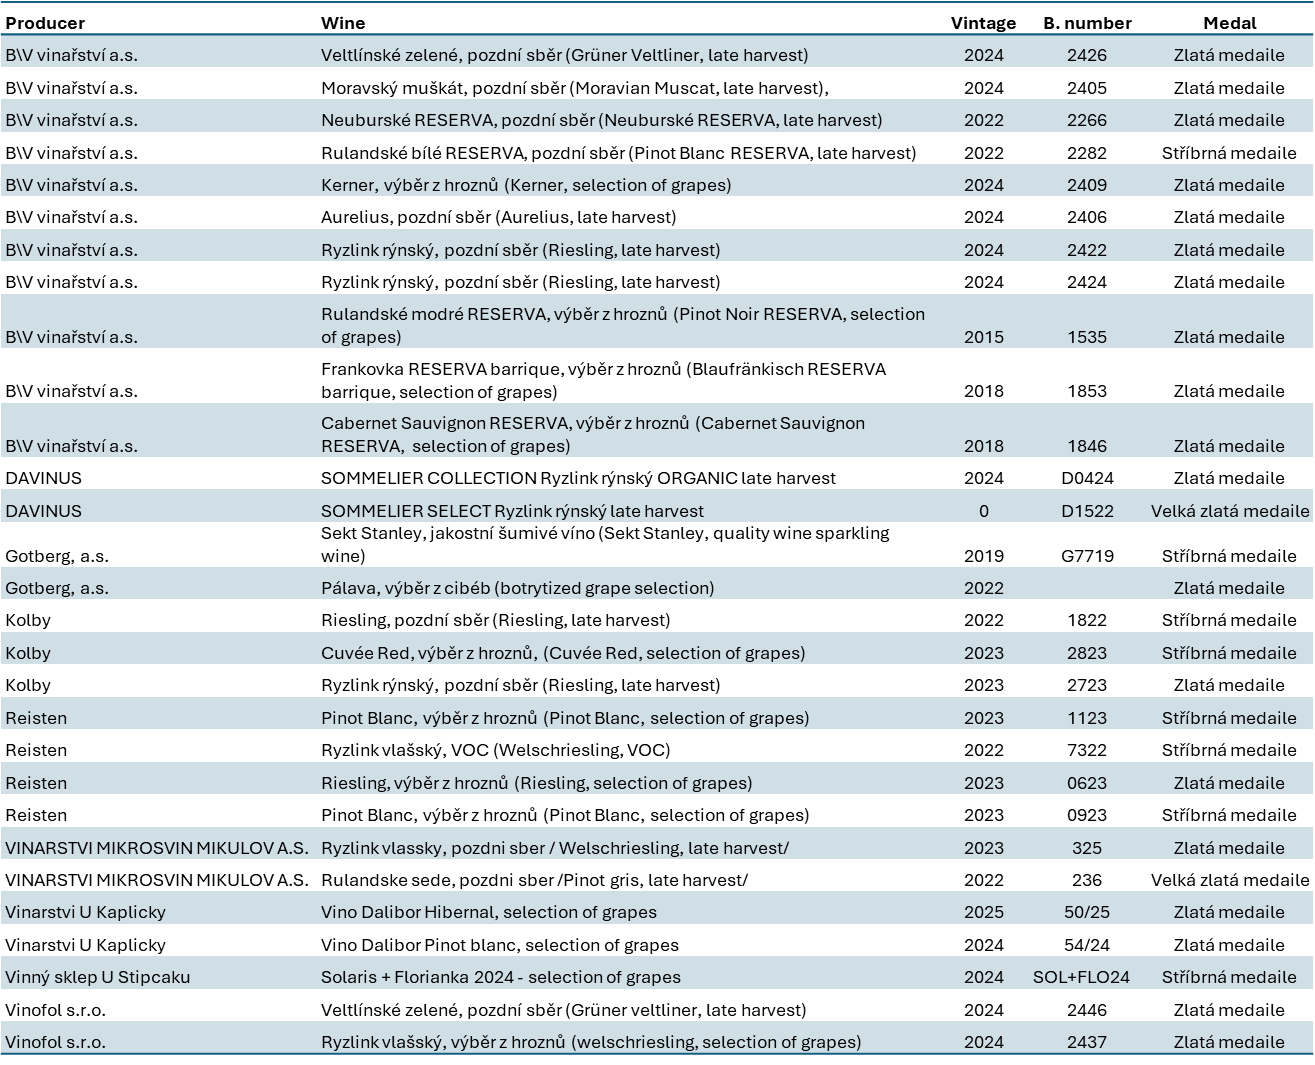 Producer Wine Vintage B. number Medal
B\V vinařství a.s. Veltlínské zelené, pozdní sběr (Grüner Veltliner, late harvest) 2024 2426 Zlatá medaile
B\V vinařství a.s. Moravský muškát, pozdní sběr (Moravian Muscat, late harvest), 2024 2405 Zlatá medaile
B\V vinařství a.s. Neuburské RESERVA, pozdní sběr (Neuburské RESERVA, late harvest) 2022 2266 Zlatá medaile
B\V vinařství a.s. Rulandské bílé RESERVA, pozdní sběr (Pinot Blanc RESERVA, late harvest) 2022 2282 Stříbrná medaile
B\V vinařství a.s. Kerner, výběr z hroznů (Kerner, selection of grapes) 2024 2409 Zlatá medaile
B\V vinařství a.s. Aurelius, pozdní sběr (Aurelius, late harvest) 2024 2406 Zlatá medaile
B\V vinařství a.s. Ryzlink rýnský, pozdní sběr (Riesling, late harvest) 2024 2422 Zlatá medaile
B\V vinařství a.s. Ryzlink rýnský, pozdní sběr (Riesling, late harvest) 2024 2424 Zlatá medaile
Rulandské modré RESERVA, výběr z hroznů (Pinot Noir RESERVA, selection
B\V vinařství a.s. of grapes) 2015 1535 Zlatá medaile
Frankovka RESERVA barrique, výběr z hroznů (Blaufränkisch RESERVA
B\V vinařství a.s. barrique, selection of grapes) 2018 1853 Zlatá medaile
Cabernet Sauvignon RESERVA, výběr z hroznů (Cabernet Sauvignon
B\V vinařství a.s. RESERVA, selection of grapes) 2018 1846 Zlatá medaile
DAVINUS SOMMELIER COLLECTION Ryzlink rýnský ORGANIC late harvest 2024 D0424 Zlatá medaile
DAVINUS SOMMELIER SELECT Ryzlink rýnský late harvest 0 D1522 Velká zlatá medaile
Sekt Stanley, jakostní šumivé víno (Sekt Stanley, quality wine sparkling
Gotberg, a.s. wine) 2019 G7719 Stříbrná medaile
Gotberg, a.s. Pálava, výběr z cibéb (botrytized grape selection) 2022 Zlatá medaile
Kolby Riesling, pozdní sběr (Riesling, late harvest) 2022 1822 Stříbrná medaile
Kolby Cuvée Red, výběr z hroznů, (Cuvée Red, selection of grapes) 2023 2823 Stříbrná medaile
Kolby Ryzlink rýnský, pozdní sběr (Riesling, late harvest) 2023 2723 Zlatá medaile
Reisten Pinot Blanc, výběr z hroznů (Pinot Blanc, selection of grapes) 2023 1123 Stříbrná medaile
Reisten Ryzlink vlašský, VOC (Welschriesling, VOC) 2022 7322 Stříbrná medaile
Reisten Riesling, výběr z hroznů (Riesling, selection of grapes) 2023 0623 Zlatá medaile
Reisten Pinot Blanc, výběr z hroznů (Pinot Blanc, selection of grapes) 2023 0923 Stříbrná medaile
VINARSTVI MIKROSVIN MIKULOV A.S. Ryzlink vlassky, pozdni sber / Welschriesling, late harvest/ 2023 325 Zlatá medaile
VINARSTVI MIKROSVIN MIKULOV A.S. Rulandske sede, pozdni sber /Pinot gris, late harvest/ 2022 236 Velká zlatá medaile
Vinarstvi U Kaplicky Vino Dalibor Hibernal, selection of grapes 2025 50/25 Zlatá medaile
Vinarstvi U Kaplicky Vino Dalibor Pinot blanc, selection of grapes 2024 54/24 Zlatá medaile
Vinný sklep U Stipcaku Solaris + Florianka 2024 - selection of grapes 2024 SOL+FLO24 Stříbrná medaile
Vinofol s.r.o. Veltlínské zelené, pozdní sběr (Grüner veltliner, late harvest) 2024 2446 Zlatá medaile
Vinofol s.r.o. Ryzlink vlašský, výběr z hroznů (welschriesling, selection of grapes) 2024 2437 Zlatá medaile